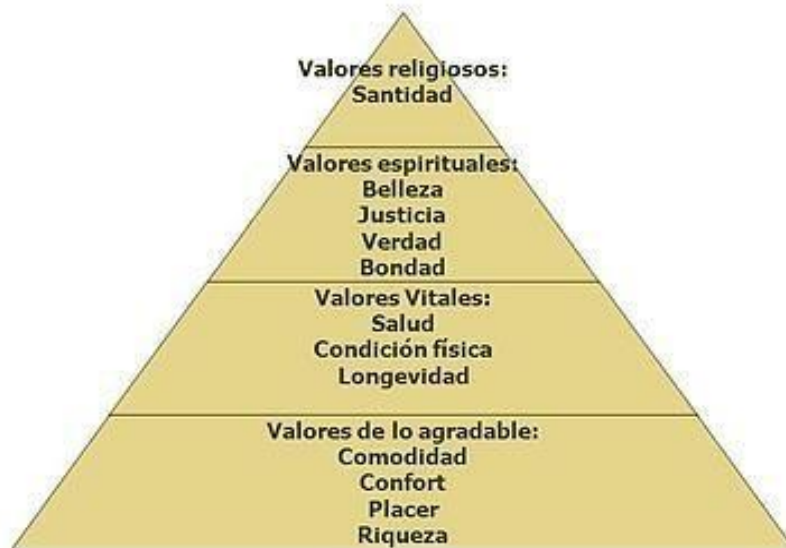 Valores religiosos:
Santidad
Valores espirituales:
Belleza
Justicia
Verdad
Bondad
Valores Vitales:
Salud
Condición física
Longevidad
Valores de lo agradable:
Comodidad
Confort
Placer
Riqueza